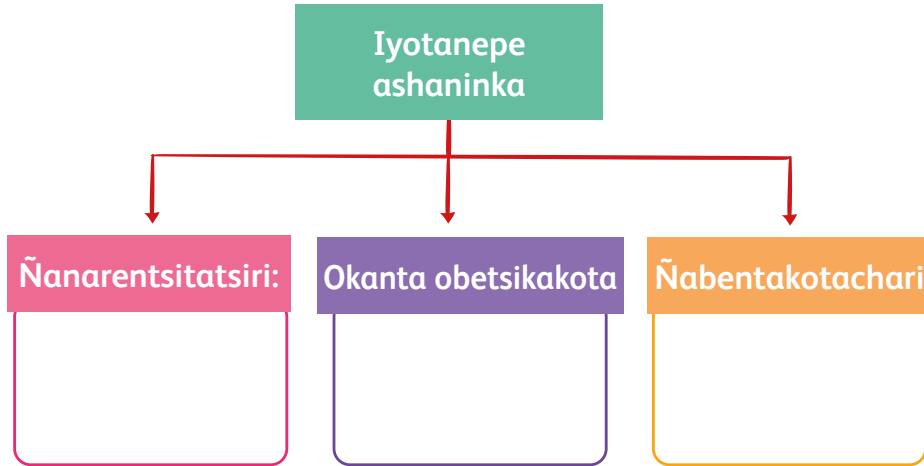 Iyotanepe
ashaninka
Ñanarentsitatsiri:
Okanta obetsikakota
Ñabentakotachari